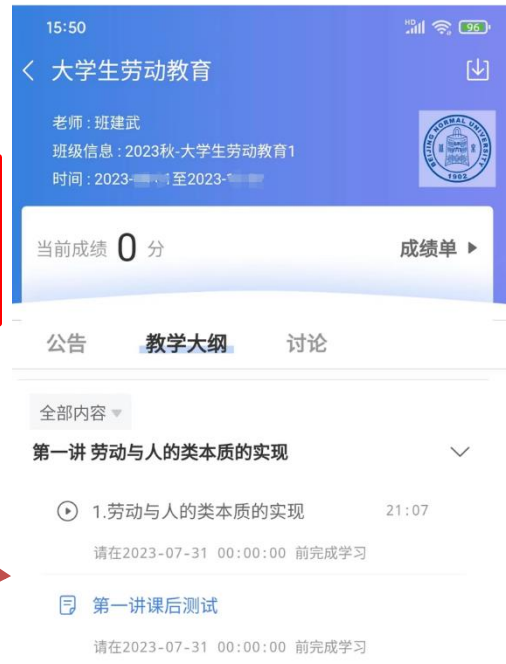 15:50
HD 96
大学生劳动教育
老师 : 班建武
班级信息 : 2023秋-大学生劳动教育1
时间 : 2023- 至2023-
BEIJING NORMAL UNIVERSITY
1902
当前成绩 0 分 成绩单
公告 教学大纲 讨论
全部内容
第一讲 劳动与人的类本质的实现
1.劳动与人的类本质的实现 21:07
请在2023-07-31 00:00:00 前完成学习
第一讲课后测试
请在2023-07-31 00:00:00 前完成学习